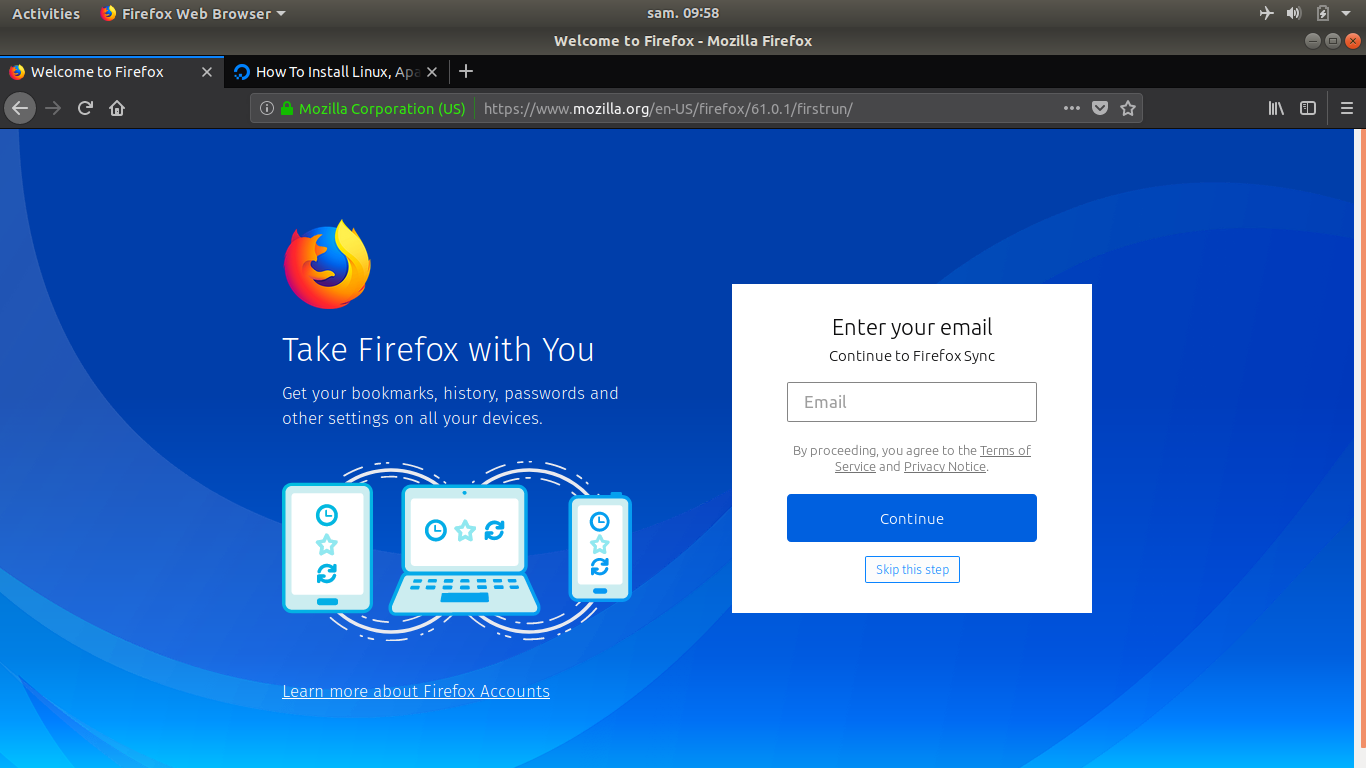 Activities
Firefox Web Browser
sam. 09:58
Welcome to Firefox - Mozilla Firefox
Welcome to Firefox
How To Install Linux, Apa
Mozilla Corporation (US)
https://www.mozilla.org/en-US/firefox/61.0.1/firstrun/
Take Firefox with You
Get your bookmarks, history, passwords and
other settings on all your devices.
Learn more about Firefox Accounts
Enter your email
Continue to Firefox Sync
Email
By proceeding, you agree to the Terms of
Service and Privacy Notice.
Continue
Skip this step